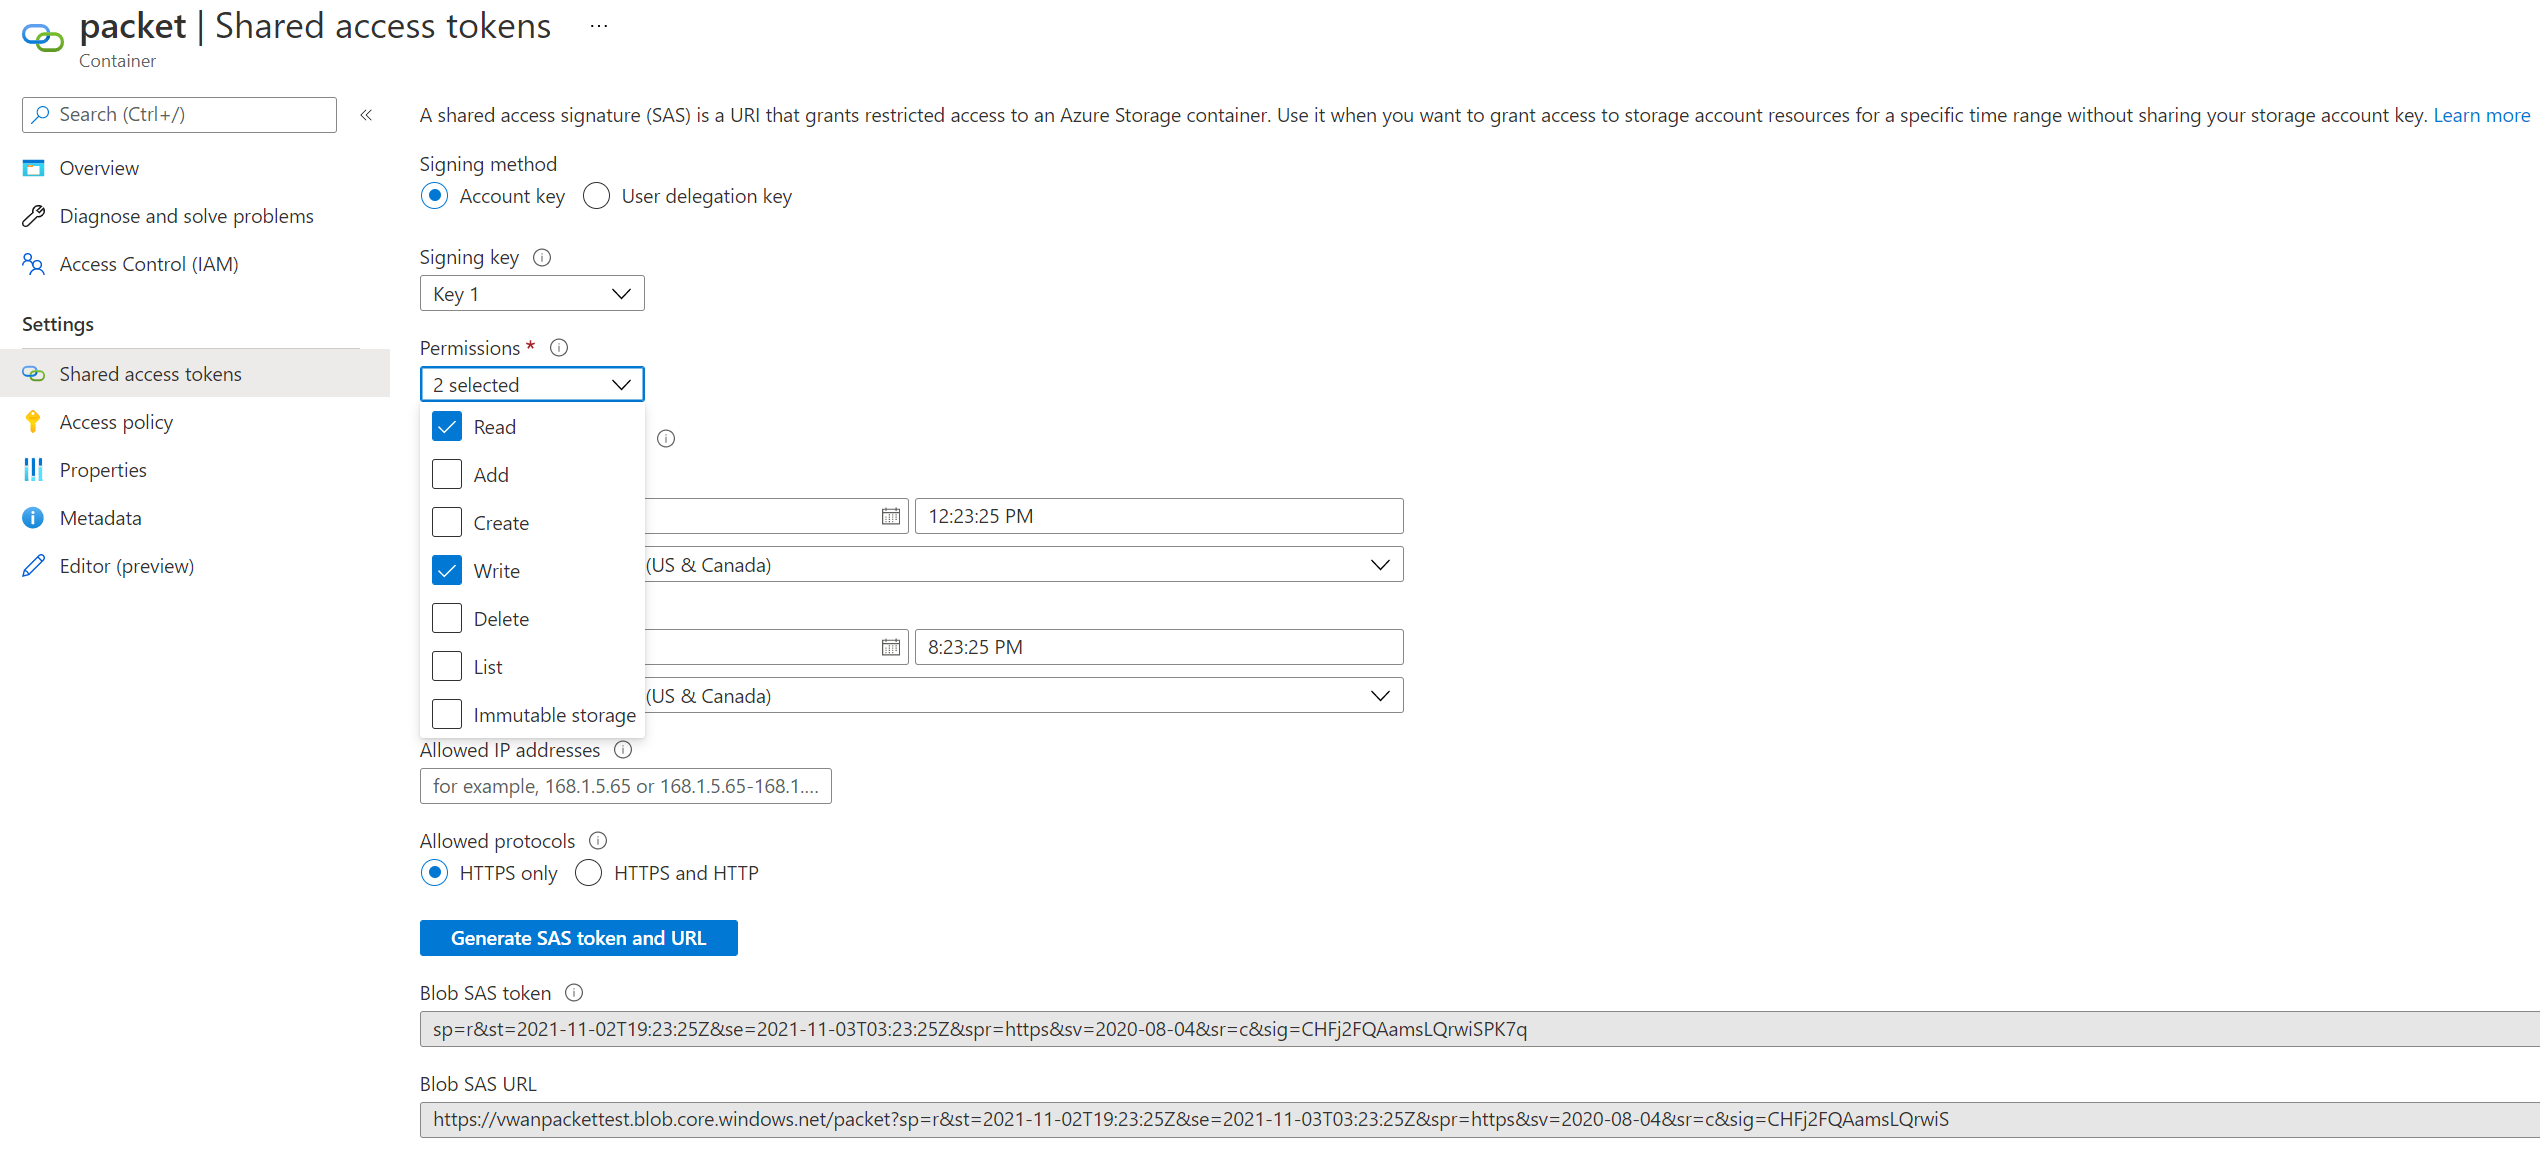 packet | Shared access tokens ...
Container
Search (Ctrl+/)
«
Overview
Diagnose and solve problems
Access Control (IAM)
Settings
Shared access tokens
Access policy
Properties
Metadata
Editor (preview)
A shared access signature (SAS) is a URI that grants restricted access to an Azure Storage container. Use it when you want to grant access to storage account resources for a specific time range without sharing your storage account key. Learn more
Signing method
Account key User delegation key
Signing key
Key 1
Permissions *
2 selected
Read
Add
Create
Write
Delete
List
Immutable storage
12:23:25 PM
(US & Canada)
8:23:25 PM
(US & Canada)
Allowed IP addresses
for example, 168.1.5.65 or 168.1.5.65-168.1....
Allowed protocols
HTTPS only HTTPS and HTTP
Generate SAS token and URL
Blob SAS token
sp=r&st=2021-11-02T19:23:25Z&se=2021-11-03T03:23:25Z&spr=https&sv=2020-08-04&sr=c&sig=CHFj2FQAamsLQrwiSPK7q
Blob SAS URL
https://vwanpackettest.blob.core.windows.net/packet?sp=r&st=2021-11-02T19:23:25Z&se=2021-11-03T03:23:25Z&spr=https&sv=2020-08-04&sr=c&sig=CHFj2FQAamsLQrwiS